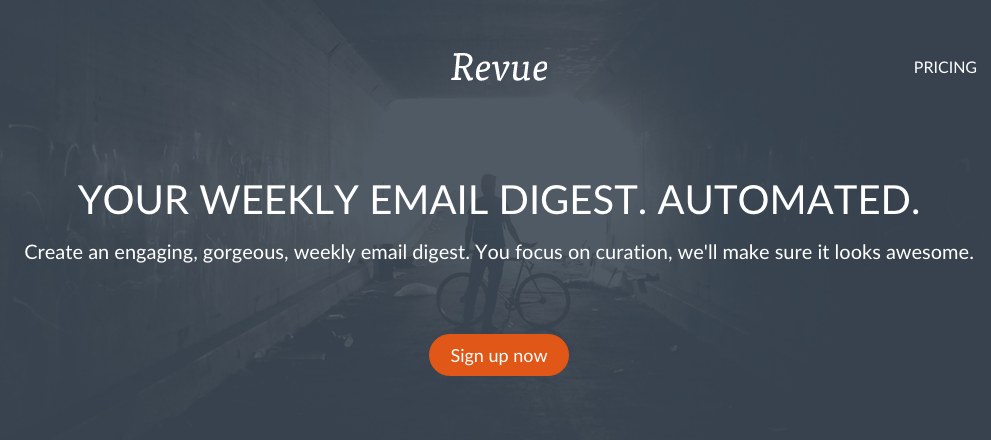 Revue
PRICING
YOUR WEEKLY EMAIL DIGEST. AUTOMATED.
Create an engaging, gorgeous, weekly email digest. You focus on curation, we'll make sure it looks awesome.
Sign up now